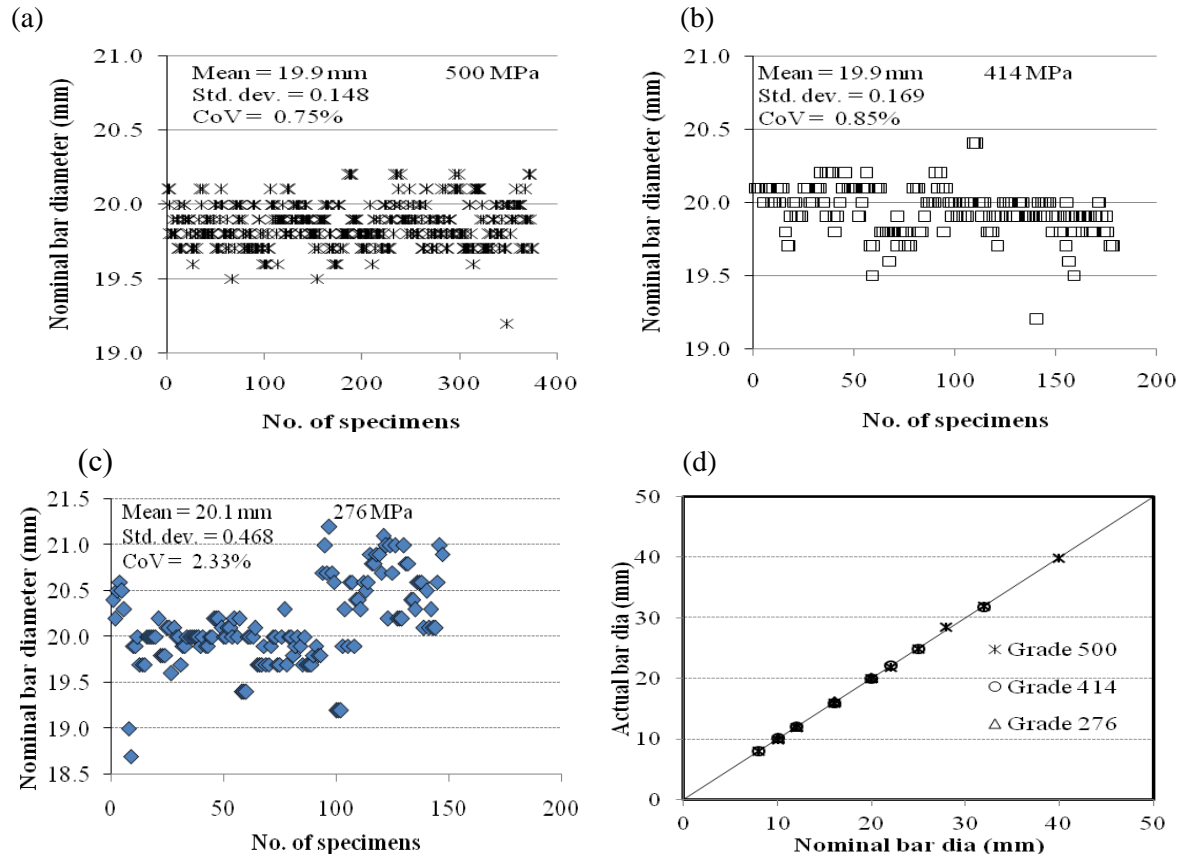 (a)
21.0
20.5
20.0
19.5
19.0
Nominal bar diameter (mm)
Mean = 19.9 mm 500 MPa
Std. dev. = 0.148
CoV = 0.75%
0 100 200 300 400
No. of specimens
(b)
21.0
20.5
20.0
19.5
19.0
Nominal bar diameter (mm)
Mean = 19.9 mm 414 MPa
Std. dev. = 0.169
CoV = 0.85%
0 50 100 150 200
No. of specimens
(c)
21.5
21.0
20.5
20.0
19.5
19.0
18.5
Nominal bar diameter (mm)
Mean = 20.1 mm 276 MPa
Std. dev. = 0.468
CoV = 2.33%
0 50 100 150 200
No. of specimens
(d)
50
40
30
20
10
0
Actual bar dia (mm)
Grade 500
Grade 414
Grade 276
0 10 20 30 40 50
Nominal bar dia (mm)